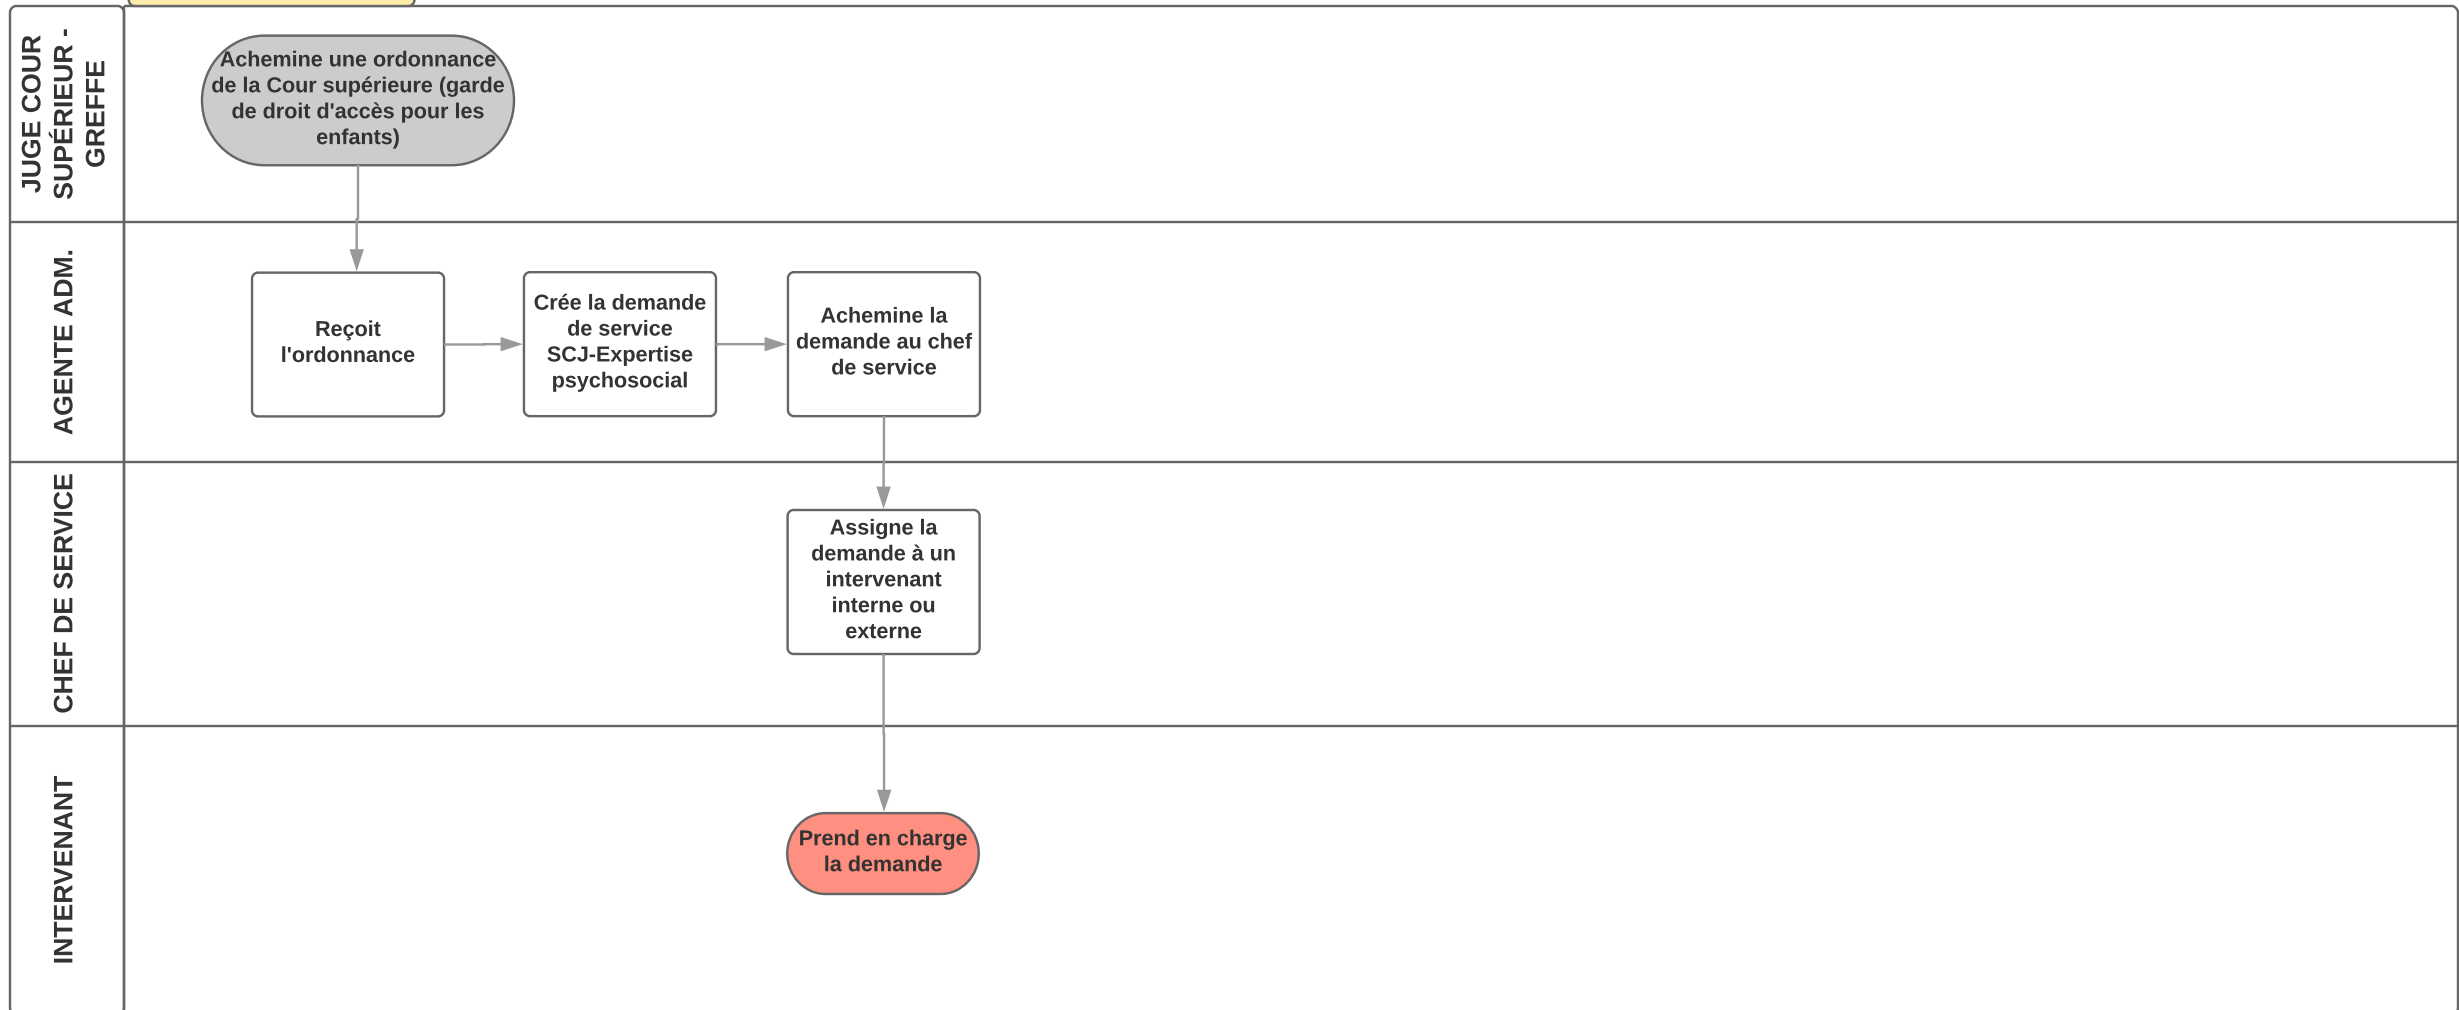 JUGE COUR
SUPÉRIEUR -
GREFFE
Achemine une ordonnance
de la Cour supérieure (garde
de droit d'accès pour les
enfants)
AGENTE ADM.
Reçoit
l'ordonnance
Crée la demande
de service
SCJ-Expertise
psychosocial
Achemine la
demande au chef
de service
CHEF DE SERVICE
Assigne la
demande à un
intervenant
interne ou
externe
INTERVENANT
Prend en charge
la demande